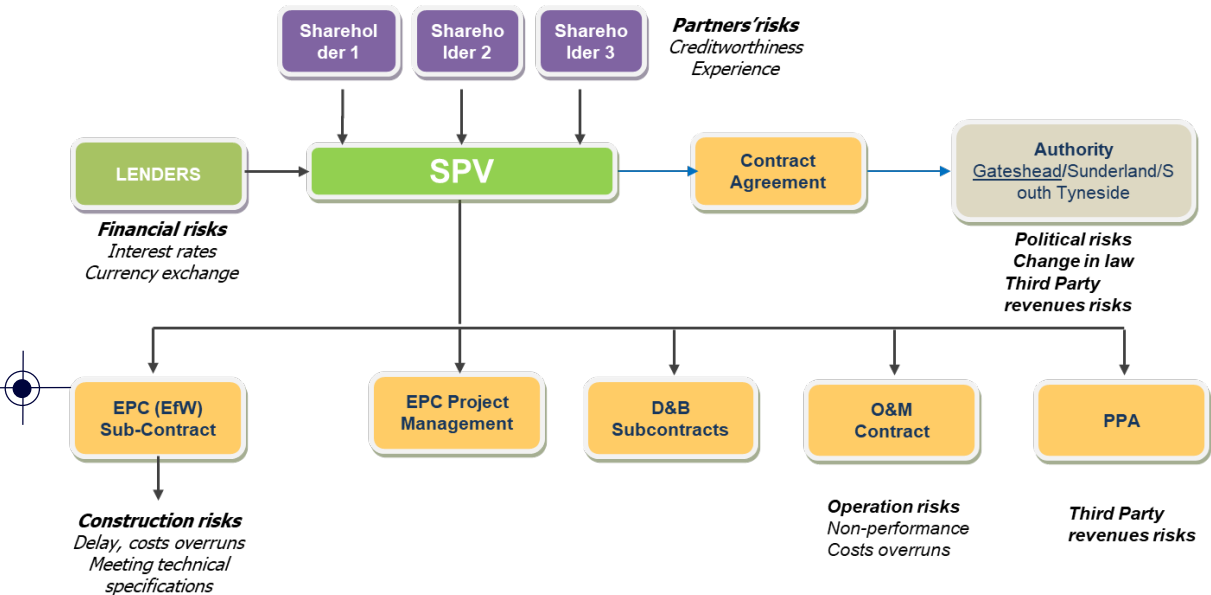 Sharehol
der 1
Shareho
lder 2
Shareho
lder 3
Partners'risks
Creditworthiness
Experience
LENDERS
SPV
Contract
Agreement
Authority
Gateshead/Sunderland/S
outh Tyneside
Financial risks
Interest rates
Currency exchange
Political risks
Change in law
Third Party
revenues risks
EPC (EfW)
Sub-Contract
EPC Project
Management
D&B
Subcontracts
O&M
Contract
PPA
Construction risks
Delay, costs overruns
Meeting technical
specifications
Operation risks
Non-performance
Costs overruns
Third Party
revenues risks